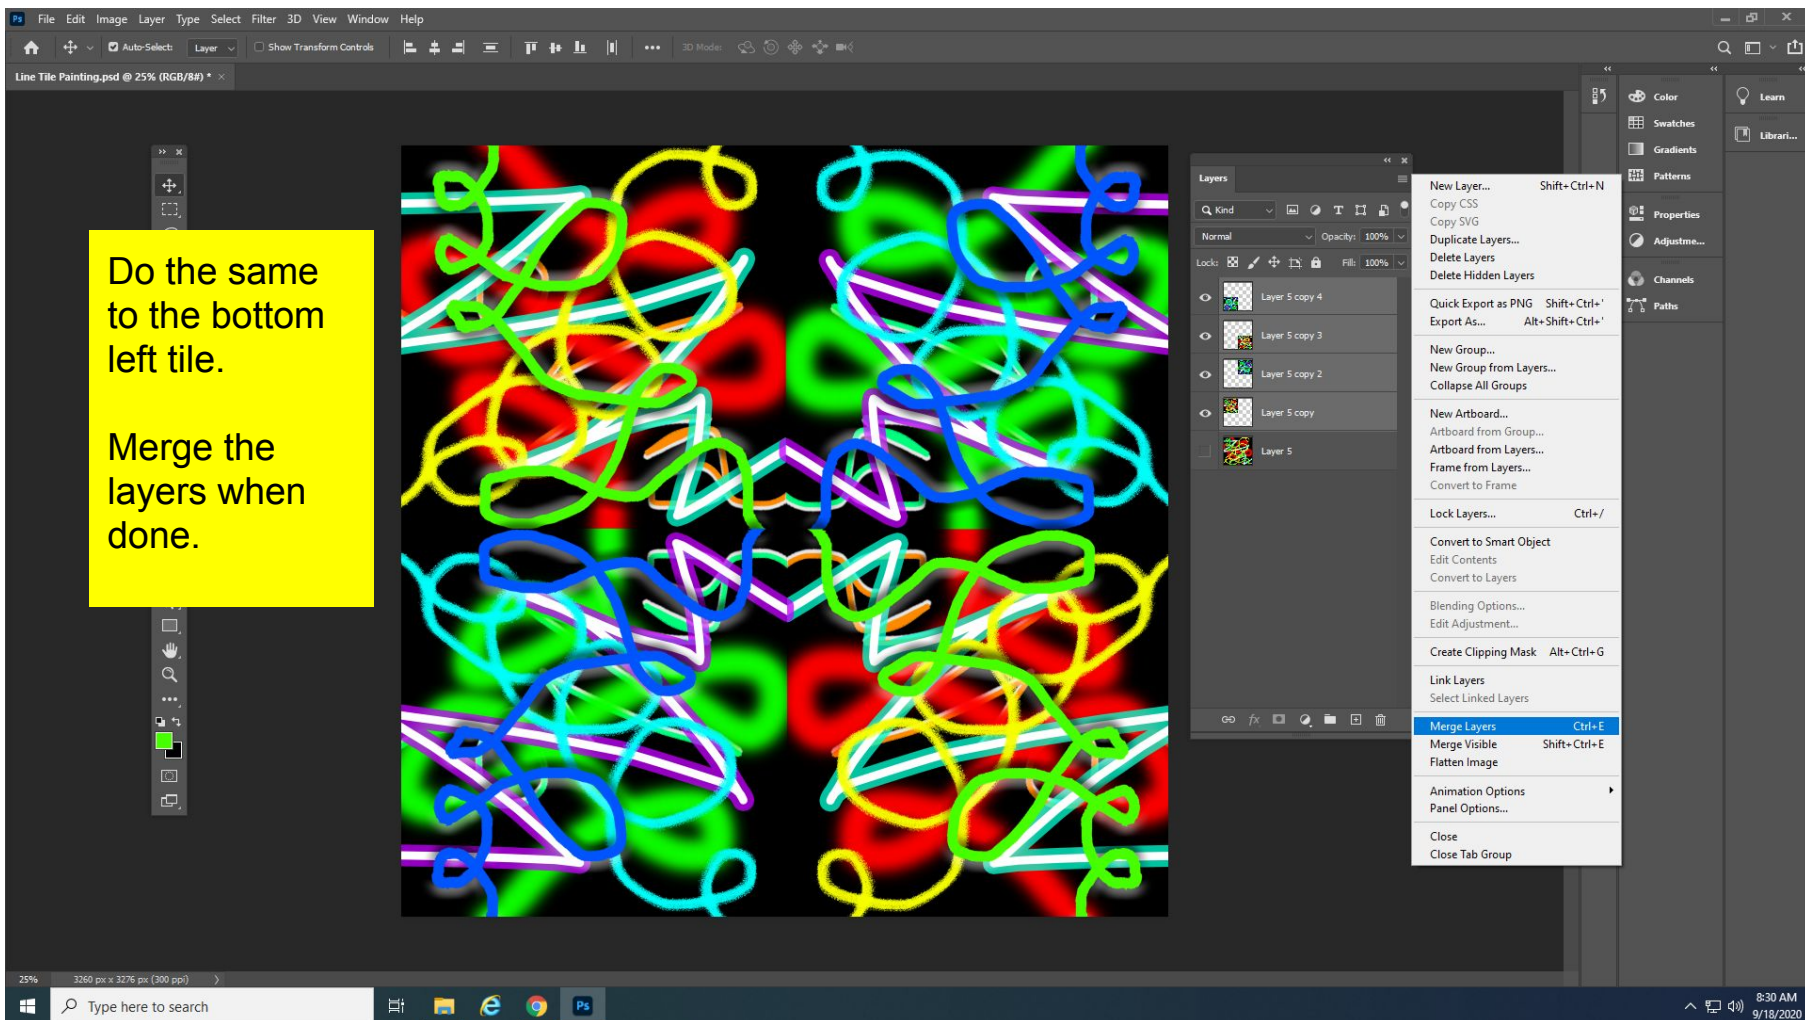 Ps File Edit Image Layer Type Select Filter 3D View Window Help
Auto-Select: Layer Show Transform Controls 3D Mode:
Line Tile Painting.psd @ 25% (RGB/8#) * ×
Do the same
to the bottom
left tile.
Merge the
layers when
done.
Layers
Kind
Normal Opacity: 100%
Lock: Fill: 100%
Layer 5 copy 4
Layer 5 copy 3
Layer 5 copy 2
Layer 5 copy
Layer 5
fx
New Layer... Shift+Ctrl+N
Copy CSS
Copy SVG
Duplicate Layers...
Delete Layers
Delete Hidden Layers
Quick Export as PNG Shift+Ctrl+'
Export As... Alt+Shift+Ctrl+'
New Group...
New Group from Layers...
Collapse All Groups
New Artboard...
Artboard from Group...
Artboard from Layers...
Frame from Layers...
Convert to Frame
Lock Layers... Ctrl+/
Convert to Smart Object
Edit Contents
Convert to Layers
Blending Options...
Edit Adjustment...
Create Clipping Mask Alt+Ctrl+G
Link Layers
Select Linked Layers
Merge Layers Ctrl+E
Merge Visible Shift+Ctrl+E
Flatten Image
Animation Options
Panel Options...
Close
Close Tab Group
Color
Swatches
Gradients
Patterns
Properties
Adjustme...
Channels
Paths
Learn
Librari...
25% 3260 px x 3276 px (300 ppi)
Type here to search
Ps
8:30 AM
9/18/2020